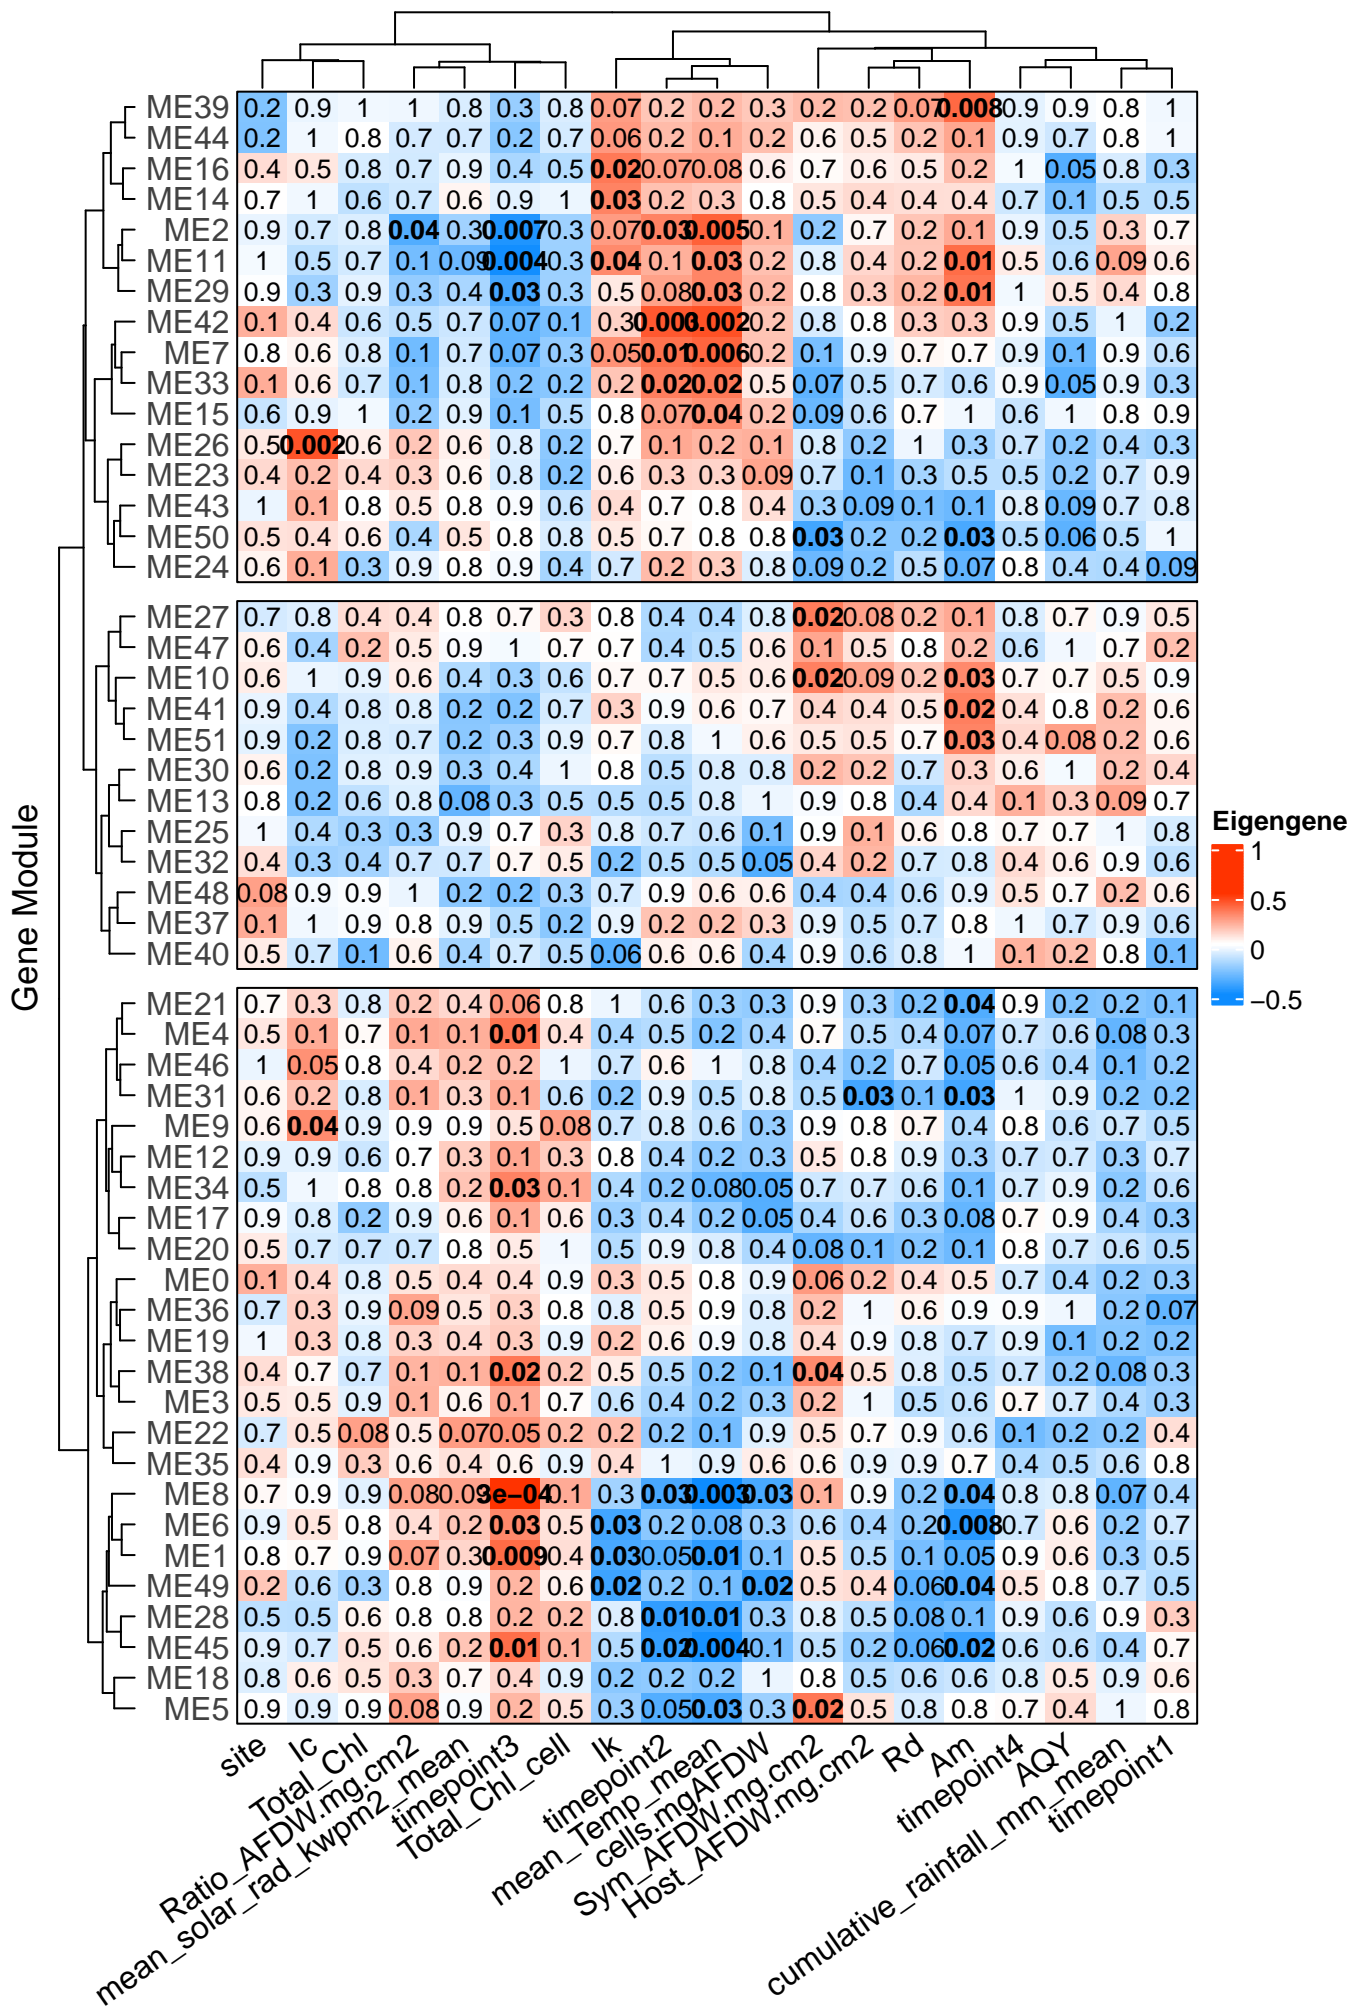 ME39 0.2 0.9 1 1 0.8 0.3 0.8 0.07 0.2 0.2 0.3 0.2 0.2 0.07 0.008 0.9 0.9 0.8 1
ME44 0.2 1 0.8 0.7 0.7 0.2 0.7 0.06 0.2 0.1 0.2 0.6 0.5 0.2 0.1 0.9 0.7 0.8 1
ME16 0.4 0.5 0.8 0.7 0.9 0.4 0.5 0.02 0.07 0.08 0.6 0.7 0.6 0.5 0.2 1 0.05 0.8 0.3
ME14 0.7 1 0.6 0.7 0.6 0.9 1 0.03 0.2 0.3 0.8 0.5 0.4 0.4 0.4 0.7 0.1 0.5 0.5
ME2 0.9 0.7 0.8 0.04 0.3 0.007 0.3 0.07 0.03 0.005 0.1 0.2 0.7 0.2 0.1 0.9 0.5 0.3 0.7
ME11 1 0.5 0.7 0.1 0.09 0.004 0.3 0.04 0.1 0.03 0.2 0.8 0.4 0.2 0.01 0.5 0.6 0.09 0.6
ME29 0.9 0.3 0.9 0.3 0.4 0.03 0.3 0.5 0.08 0.03 0.2 0.8 0.3 0.2 0.01 1 0.5 0.4 0.8
ME42 0.1 0.4 0.6 0.5 0.7 0.07 0.1 0.3 0.003 0.002 0.2 0.8 0.8 0.3 0.3 0.9 0.5 1 0.2
ME7 0.8 0.6 0.8 0.1 0.7 0.07 0.3 0.05 0.01 0.006 0.2 0.1 0.9 0.7 0.7 0.9 0.1 0.9 0.6
ME33 0.1 0.6 0.7 0.1 0.8 0.2 0.2 0.2 0.02 0.02 0.5 0.07 0.5 0.7 0.6 0.9 0.05 0.9 0.3
ME15 0.6 0.9 1 0.2 0.9 0.1 0.5 0.8 0.07 0.04 0.2 0.09 0.6 0.7 1 0.6 1 0.8 0.9
ME26 0.5 0.002 0.6 0.2 0.6 0.8 0.2 0.7 0.1 0.2 0.1 0.8 0.2 1 0.3 0.7 0.2 0.4 0.3
ME23 0.4 0.2 0.4 0.3 0.6 0.8 0.2 0.6 0.3 0.3 0.09 0.7 0.1 0.3 0.5 0.5 0.2 0.7 0.9
ME43 1 0.1 0.8 0.5 0.8 0.9 0.6 0.4 0.7 0.8 0.4 0.3 0.09 0.1 0.1 0.8 0.09 0.7 0.8
ME50 0.5 0.4 0.6 0.4 0.5 0.8 0.8 0.5 0.7 0.8 0.8 0.03 0.2 0.2 0.03 0.5 0.06 0.5 1
ME24 0.6 0.1 0.3 0.9 0.8 0.9 0.4 0.7 0.2 0.3 0.8 0.09 0.2 0.5 0.07 0.8 0.4 0.4 0.09
ME27 0.7 0.8 0.4 0.4 0.8 0.7 0.3 0.8 0.4 0.4 0.8 0.02 0.08 0.2 0.1 0.8 0.7 0.9 0.5
ME47 0.6 0.4 0.2 0.5 0.9 1 0.7 0.7 0.4 0.5 0.6 0.1 0.5 0.8 0.2 0.6 1 0.7 0.2
ME10 0.6 1 0.9 0.6 0.4 0.3 0.6 0.7 0.7 0.5 0.6 0.02 0.09 0.2 0.03 0.7 0.7 0.5 0.9
ME41 0.9 0.4 0.8 0.8 0.2 0.2 0.7 0.3 0.9 0.6 0.7 0.4 0.4 0.5 0.02 0.4 0.8 0.2 0.6
ME51 0.9 0.2 0.8 0.7 0.2 0.3 0.9 0.7 0.8 1 0.6 0.5 0.5 0.7 0.03 0.4 0.08 0.2 0.6
ME30 0.6 0.2 0.8 0.9 0.3 0.4 1 0.8 0.5 0.8 0.8 0.2 0.2 0.7 0.3 0.6 1 0.2 0.4
ME13 0.8 0.2 0.6 0.8 0.08 0.3 0.5 0.5 0.5 0.8 1 0.9 0.8 0.4 0.4 0.1 0.3 0.09 0.7
ME25 1 0.4 0.3 0.3 0.9 0.7 0.3 0.8 0.7 0.6 0.1 0.9 0.1 0.6 0.8 0.7 0.7 1 0.8
ME32 0.4 0.3 0.4 0.7 0.7 0.7 0.5 0.2 0.5 0.5 0.05 0.4 0.2 0.7 0.8 0.4 0.6 0.9 0.6
ME48 0.08 0.9 0.9 1 0.2 0.2 0.3 0.7 0.9 0.6 0.6 0.4 0.4 0.6 0.9 0.5 0.7 0.2 0.6
ME37 0.1 1 0.9 0.8 0.9 0.5 0.2 0.9 0.2 0.2 0.3 0.9 0.5 0.7 0.8 1 0.7 0.9 0.6
ME40 0.5 0.7 0.1 0.6 0.4 0.7 0.5 0.06 0.6 0.6 0.4 0.9 0.6 0.8 1 0.1 0.2 0.8 0.1
ME21 0.7 0.3 0.8 0.2 0.4 0.06 0.8 1 0.6 0.3 0.3 0.9 0.3 0.2 0.04 0.9 0.2 0.2 0.1
ME4 0.5 0.1 0.7 0.1 0.1 0.01 0.4 0.4 0.5 0.2 0.4 0.7 0.5 0.4 0.07 0.7 0.6 0.08 0.3
ME46 1 0.05 0.8 0.4 0.2 0.2 1 0.7 0.6 1 0.8 0.4 0.2 0.7 0.05 0.6 0.4 0.1 0.2
ME31 0.6 0.2 0.8 0.1 0.3 0.1 0.6 0.2 0.9 0.5 0.8 0.5 0.03 0.1 0.03 1 0.9 0.2 0.2
ME9 0.6 0.04 0.9 0.9 0.9 0.5 0.08 0.7 0.8 0.6 0.3 0.9 0.8 0.7 0.4 0.8 0.6 0.7 0.5
ME12 0.9 0.9 0.6 0.7 0.3 0.1 0.3 0.8 0.4 0.2 0.3 0.5 0.8 0.9 0.3 0.7 0.7 0.3 0.7
ME34 0.5 1 0.8 0.8 0.2 0.03 0.1 0.4 0.2 0.08 0.05 0.7 0.7 0.6 0.1 0.7 0.9 0.2 0.6
ME17 0.9 0.8 0.2 0.9 0.6 0.1 0.6 0.3 0.4 0.2 0.05 0.4 0.6 0.3 0.08 0.7 0.9 0.4 0.3
ME20 0.5 0.7 0.7 0.7 0.8 0.5 1 0.5 0.9 0.8 0.4 0.08 0.1 0.2 0.1 0.8 0.7 0.6 0.5
ME0 0.1 0.4 0.8 0.5 0.4 0.4 0.9 0.3 0.5 0.8 0.9 0.06 0.2 0.4 0.5 0.7 0.4 0.2 0.3
ME36 0.7 0.3 0.9 0.09 0.5 0.3 0.8 0.8 0.5 0.9 0.8 0.2 1 0.6 0.9 0.9 1 0.2 0.07
ME19 1 0.3 0.8 0.3 0.4 0.3 0.9 0.2 0.6 0.9 0.8 0.4 0.9 0.8 0.7 0.9 0.1 0.2 0.2
ME38 0.4 0.7 0.7 0.1 0.1 0.02 0.2 0.5 0.5 0.2 0.1 0.04 0.5 0.8 0.5 0.7 0.2 0.08 0.3
ME3 0.5 0.5 0.9 0.1 0.6 0.1 0.7 0.6 0.4 0.2 0.3 0.2 1 0.5 0.6 0.7 0.7 0.4 0.3
ME22 0.7 0.5 0.08 0.5 0.07 0.05 0.2 0.2 0.2 0.1 0.9 0.5 0.7 0.9 0.6 0.1 0.2 0.2 0.4
ME35 0.4 0.9 0.3 0.6 0.4 0.6 0.9 0.4 1 0.9 0.6 0.6 0.9 0.9 0.7 0.4 0.5 0.6 0.8
ME8 0.7 0.9 0.9 0.08 0.09 3e−04 0.1 0.3 0.03 0.003 0.03 0.1 0.9 0.2 0.04 0.8 0.8 0.07 0.4
ME6 0.9 0.5 0.8 0.4 0.2 0.03 0.5 0.03 0.2 0.08 0.3 0.6 0.4 0.2 0.008 0.7 0.6 0.2 0.7
ME1 0.8 0.7 0.9 0.07 0.3 0.009 0.4 0.03 0.05 0.01 0.1 0.5 0.5 0.1 0.05 0.9 0.6 0.3 0.5
ME49 0.2 0.6 0.3 0.8 0.9 0.2 0.6 0.02 0.2 0.1 0.02 0.5 0.4 0.06 0.04 0.5 0.8 0.7 0.5
ME28 0.5 0.5 0.6 0.8 0.8 0.2 0.2 0.8 0.01 0.01 0.3 0.8 0.5 0.08 0.1 0.9 0.6 0.9 0.3
ME45 0.9 0.7 0.5 0.6 0.2 0.01 0.1 0.5 0.02 0.004 0.1 0.5 0.2 0.06 0.02 0.6 0.6 0.4 0.7
ME18 0.8 0.6 0.5 0.3 0.7 0.4 0.9 0.2 0.2 0.2 1 0.8 0.5 0.6 0.6 0.8 0.5 0.9 0.6
ME5 0.9 0.9 0.9 0.08 0.9 0.2 0.5 0.3 0.05 0.03 0.3 0.02 0.5 0.8 0.8 0.7 0.4 1 0.8
Gene Module
site
Ic
Total_Chl
Ratio_AFDW.mg.cm2
mean_solar_rad_kwpm2_mean
timepoint3
Total_Chl_cell
Ik
timepoint2
mean_Temp_mean
cells.mgAFDW
Sym_AFDW.mg.cm2
Host_AFDW.mg.cm2
Rd
Am
timepoint4
AQY
cumulative_rainfall_mm_mean
timepoint1
Eigengene
1
0.5
0
−0.5